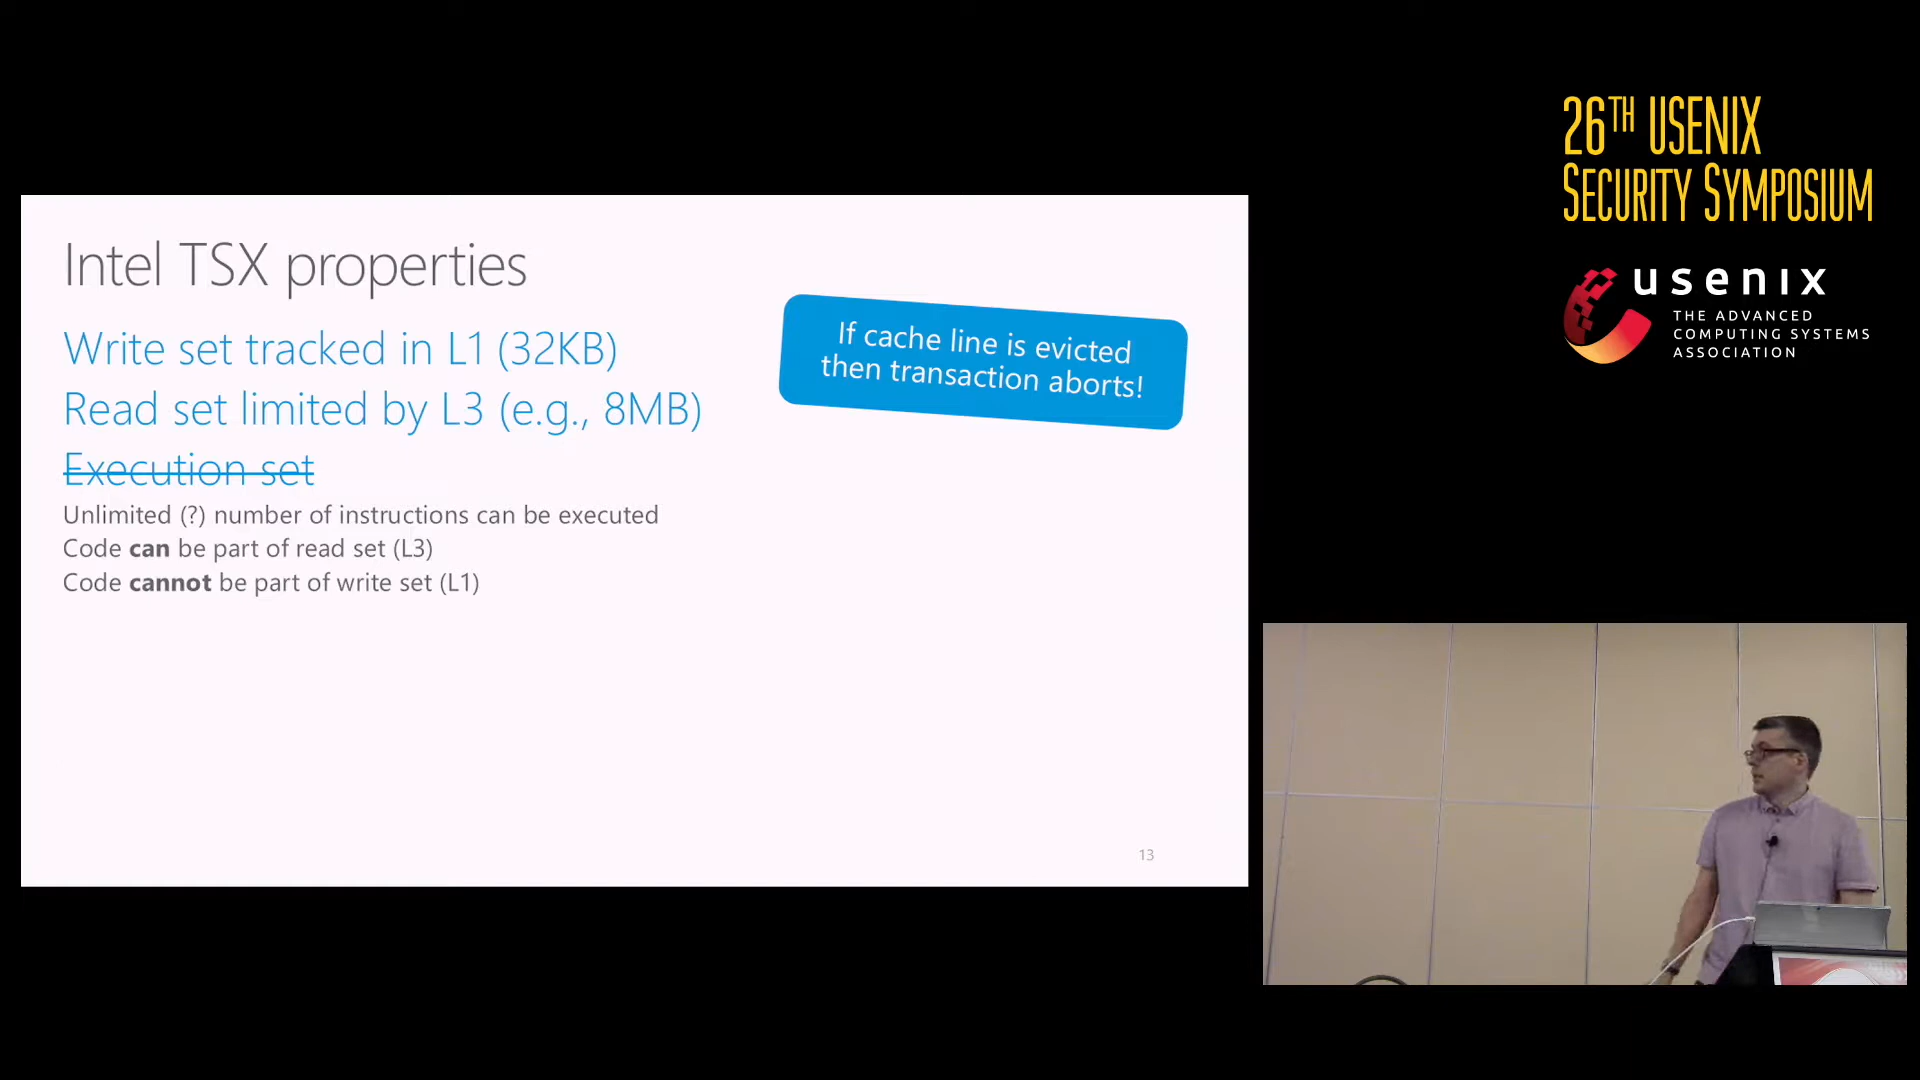 26TH USENIX
SECURITY SYMPOSIUM
usenix
THE ADVANCED
COMPUTING SYSTEMS
ASSOCIATION
Intel TSX properties
Write set tracked in L1 (32KB)
Read set limited by L3 (e.g., 8MB)
Execution set
Unlimited (?) number of instructions can be executed
Code can be part of read set (L3)
Code cannot be part of write set (L1)
If cache line is evicted
then transaction aborts!
13